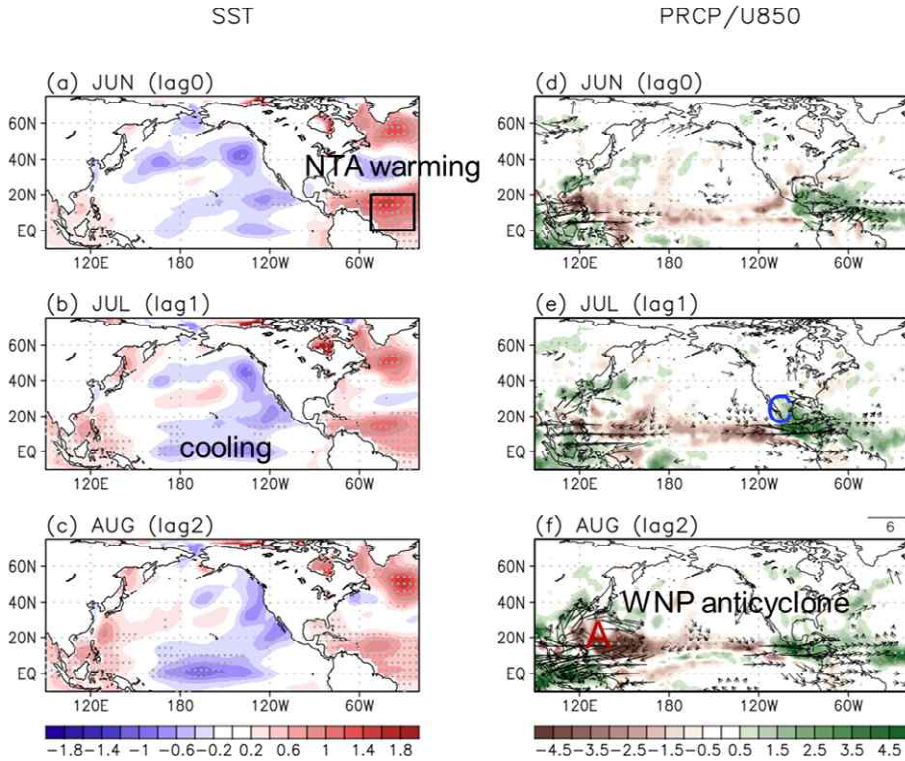 SST
PRCP/U850
(a) JUN (lag0)
60N
40N
20N
EQ
120E 180 120W 60W
NTA warming
(d) JUN (lag0)
60N
40N
20N
EQ
120E 180 120W 60W
(b) JUL (lag1)
60N
40N
20N
EQ
120E 180 120W 60W
cooling
(e) JUL (lag1)
60N
40N
20N
EQ
120E 180 120W 60W
C
(c) AUG (lag2)
60N
40N
20N
EQ
120E 180 120W 60W
(f) AUG (lag2)
6
60N
40N
20N
EQ
120E 180 120W 60W
WNP anticyclone
A
-1.8 -1.4 -1 -0.6 -0.2 0.2 0.6 1 1.4 1.8
-4.5 -3.5 -2.5 -1.5 -0.5 0.5 1.5 2.5 3.5 4.5